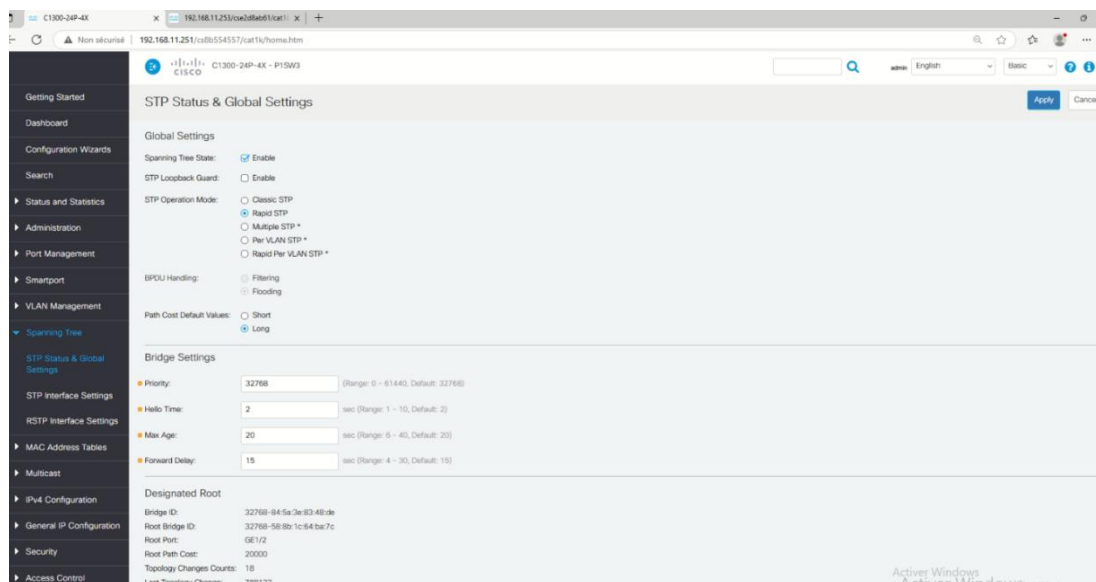 C1300-24P-4X
Non sécurisé 192.168.11.251/cs8b554557/cat1k/home.htm
CISCO C1300-24P-4X - P1SW3
admin English Basic
Getting Started
Dashboard
Configuration Wizards
Search
Status and Statistics
Administration
Port Management
Smartport
VLAN Management
Spanning Tree
STP Status & Global
Settings
STP Interface Settings
RSTP Interface Settings
MAC Address Tables
Multicast
IPv4 Configuration
General IP Configuration
Security
Access Control
STP Status & Global Settings
Apply
Cance
Global Settings
Spanning Tree State: Enable
STP Loopback Guard: Enable
STP Operation Mode: Classic STP
Rapid STP
Multiple STP *
Per VLAN STP *
Rapid Per VLAN STP *
BPDU Handling: Filtering
Flooding
Path Cost Default Values: Short
Long
Bridge Settings
Priority: 32768 (Range: 0 - 61440, Default: 32768)
Hello Time: 2 sec (Range: 1 - 10, Default: 2)
Max Age: 20 sec (Range: 6 - 40, Default: 20)
Forward Delay: 15 sec (Range: 4 - 30, Default: 15)
Designated Root
Bridge ID: 32768-84:5a:3e:83:48:de
Root Bridge ID: 32768-58:8b:1c:64:ba:7c
Root Port: GE1/2
Root Path Cost: 20000
Topology Changes Counts: 18
Activer Windows